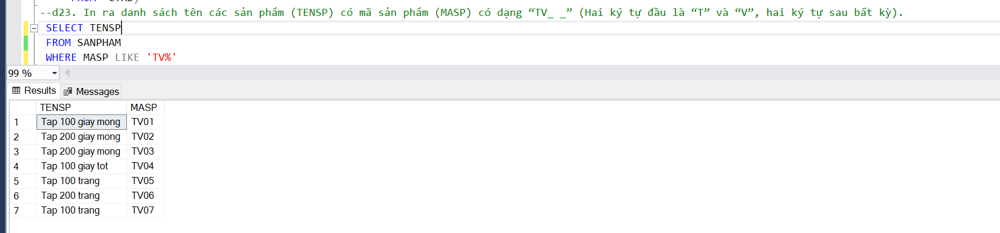 --d23. In ra danh sách tên các sản phẩm (TENSP) có mã sản phẩm (MASP) có dạng “TV_ _” (Hai ký tự đầu là “T” và “V”, hai ký tự sau bất kỳ).
SELECT TENSP
FROM SANPHAM
WHERE MASP LIKE 'TV%'
99 %
Results Messages
TENSP MASP
1 Tap 100 giay mong TV01
2 Tap 200 giay mong TV02
3 Tap 200 giay mong TV03
4 Tap 100 giay tot TV04
5 Tap 100 trang TV05
6 Tap 200 trang TV06
7 Tap 100 trang TV07